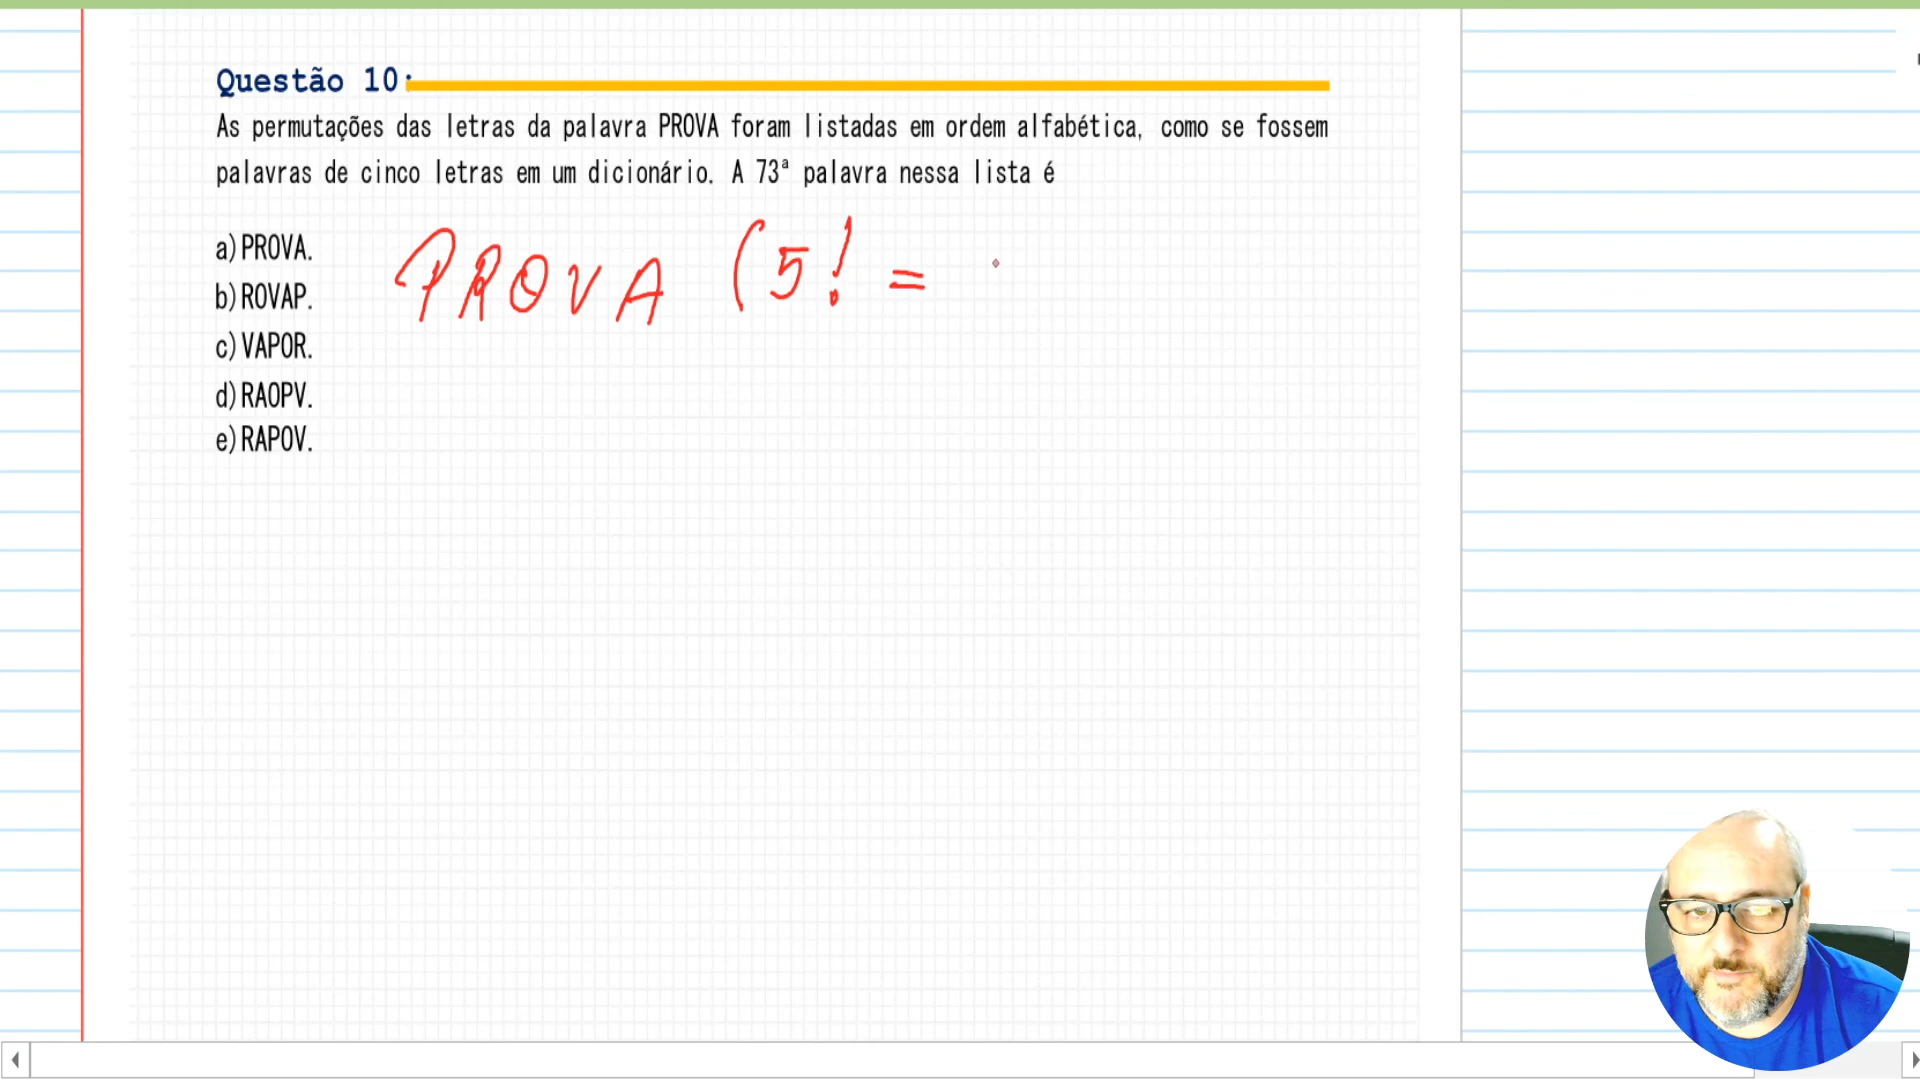 Questão 10:
As permutações das letras da palavra PROVA foram listadas em ordem alfabética, como se fossem
palavras de cinco letras em um dicionário. A 73ª palavra nessa lista é
a)PROVA.
PROVA (5! =
b)ROVAP.
c)VAPOR.
d)RAOPV.
e)RAPOV.